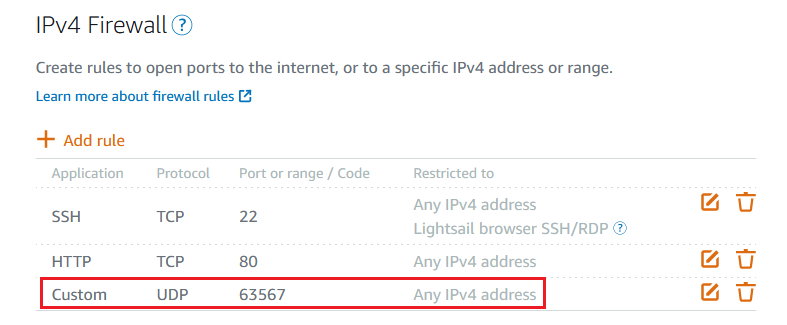 IPv4 Firewall ?
Create rules to open ports to the internet, or to a specific IPv4 address or range.
Learn more about firewall rules
+ Add rule
Application Protocol Port or range / Code Restricted to
SSH TCP 22 Any IPv4 address
Lightsail browser SSH/RDP ?
HTTP TCP 80 Any IPv4 address
Custom UDP 63567 Any IPv4 address